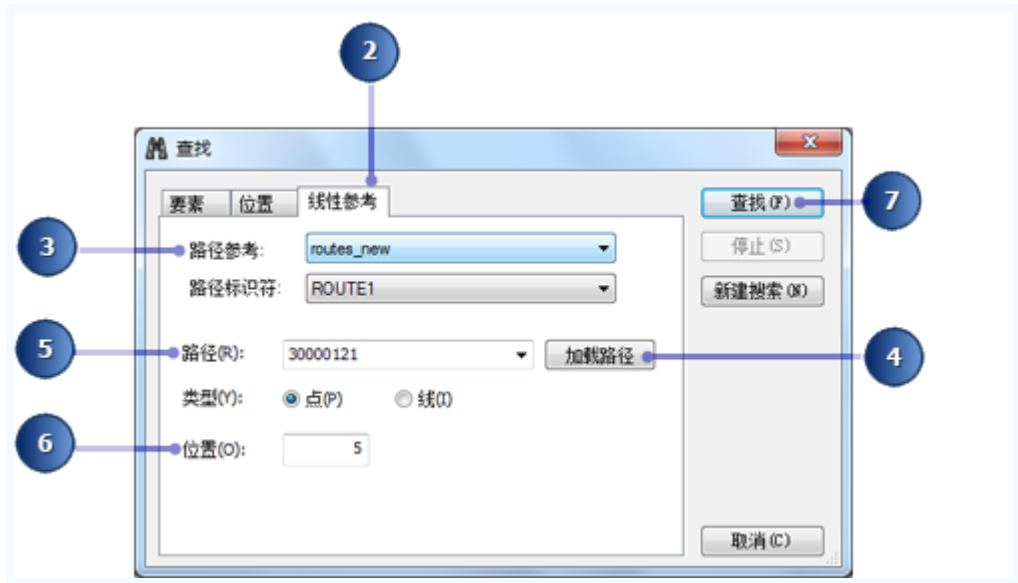 2
查找
要素 位置 线性参考
查找(F)
7
3
路径参考: routes_new
停止(S)
路径标识符: ROUTE1
新建搜索(N)
5
路径(R): 30000121
加载路径
4
类型(Y): 点(P) 线(I)
6
位置(O): 5
取消(C)